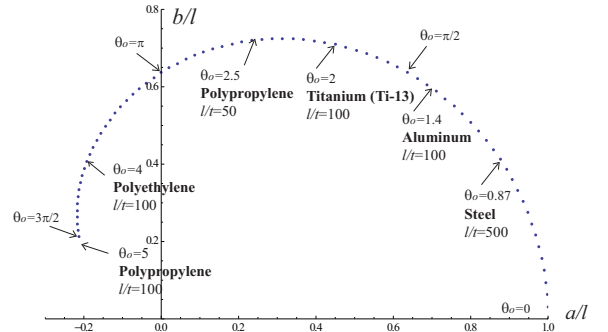 b/l
0.8
θo=π
θo=π/2
θo=2.5
Polypropylene
l/t=50
θo=2
Titanium (Ti-13)
l/t=100
0.6
θo=1.4
Aluminum
l/t=100
0.4
θo=4
Polyethylene
l/t=100
θo=0.87
Steel
l/t=500
θo=3π/2
0.2
θo=5
Polypropylene
l/t=100
θo=0
a/l
−0.2
0.0
0.2
0.4
0.6
0.8
1.0